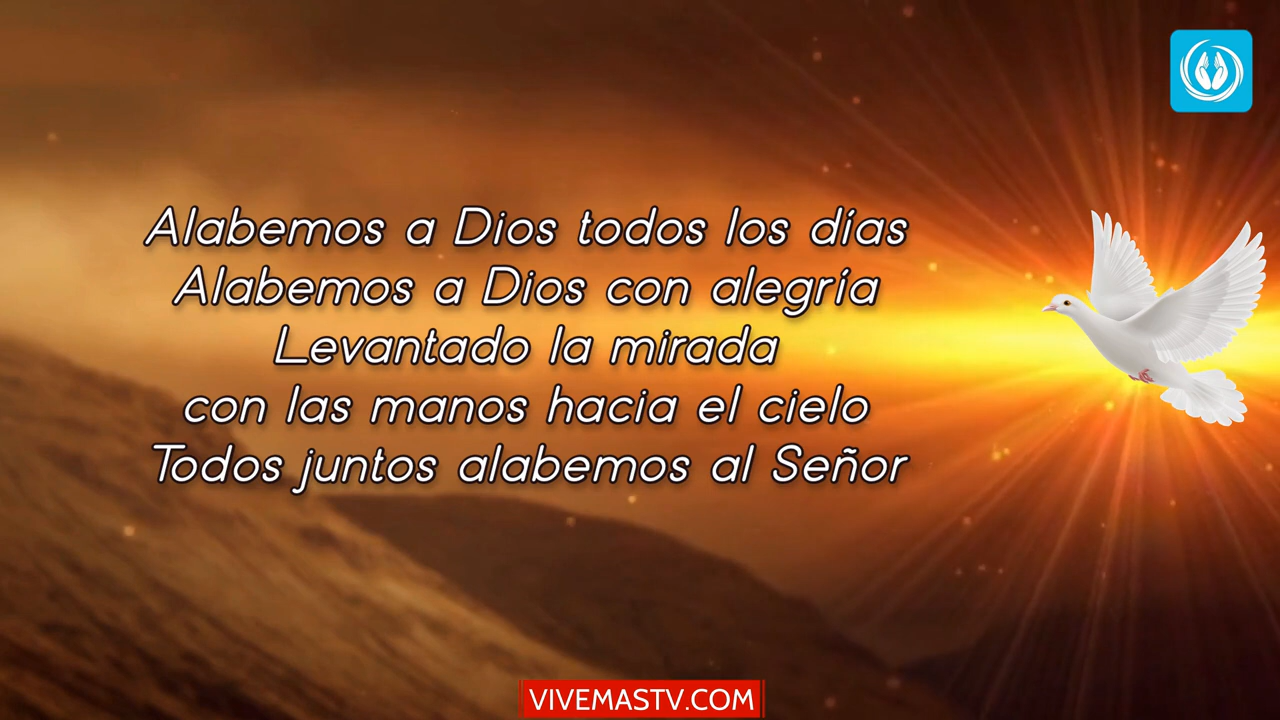 Alabemos a Dios todos los días
Alabemos a Dios con alegría
Levantado la mirada
con las manos hacia el cielo
Todos juntos alabemos al Señor
VIVEMASTV.COM